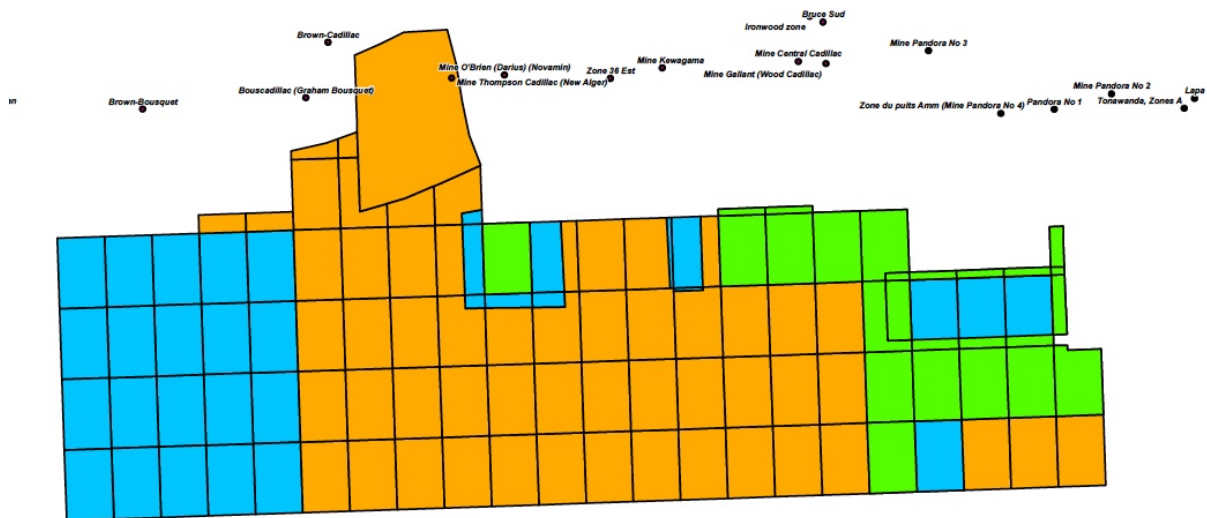 Bruce Sud
Ironwood zone
Brown-Cadillac
Mine Pandora No 3
Mine Central Cadillac
Mine Kewagama
Mine O'Brien (Darius) (Novamin)
Zone 36 Est
Mine Gallant (Wood Cadillac)
Mine Thompson Cadillac (New Alger)
Bouscadillac (Graham Bousquet)
Mine Pandora No 2
Lapa
Brown-Bousquet
Zone du puits Amm (Mine Pandora No 4)
Pandora No 1
Tonawanda, Zones A